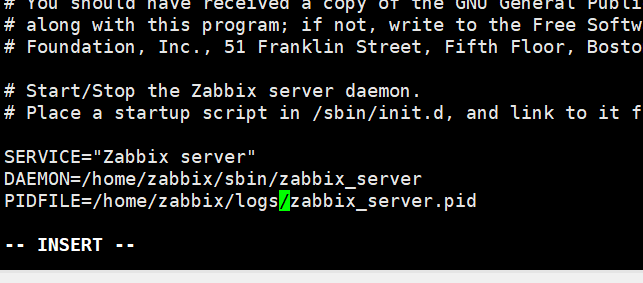 # You should have received a copy of the GNU General Publi
# along with this program; if not, write to the Free Softw
# Foundation, Inc., 51 Franklin Street, Fifth Floor, Bosto
# Start/Stop the Zabbix server daemon.
# Place a startup script in /sbin/init.d, and link to it f
SERVICE="Zabbix server"
DAEMON=/home/zabbix/sbin/zabbix_server
PIDFILE=/home/zabbix/logs/zabbix_server.pid
-- INSERT --